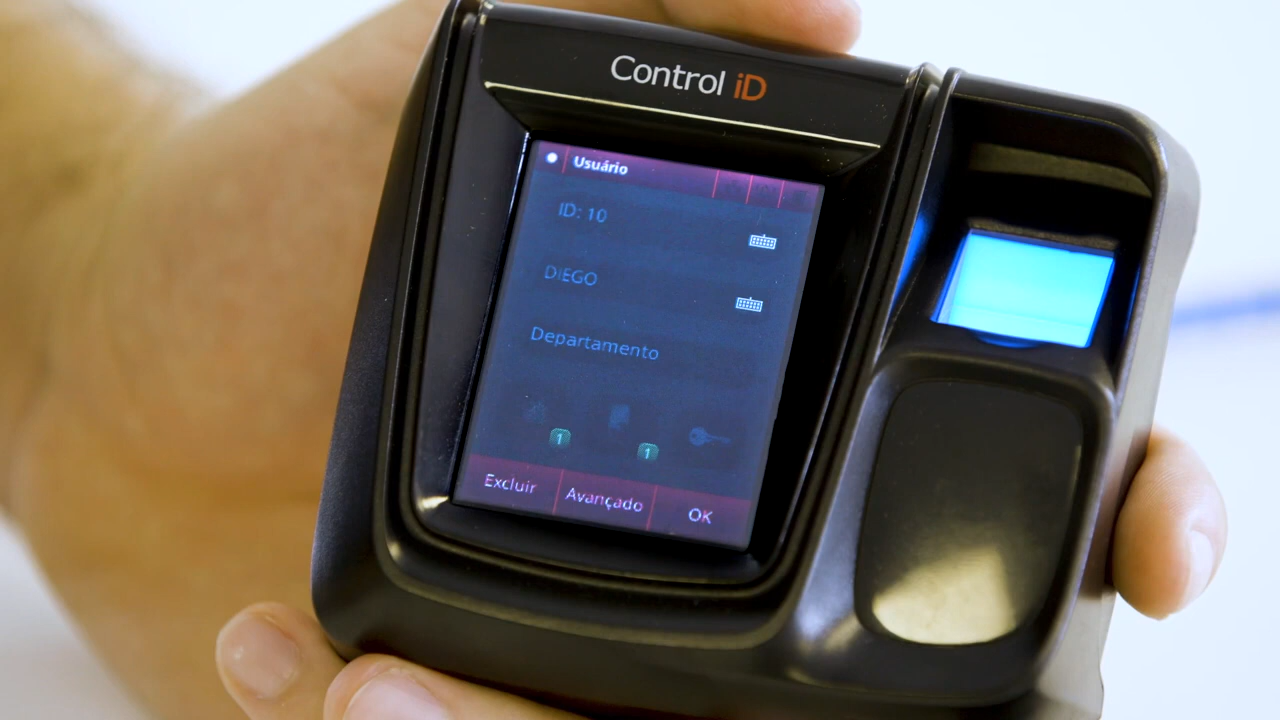 Control iD
Usuário
ID: 10
DIEGO
Departamento
1
1
Excluir Avançado OK